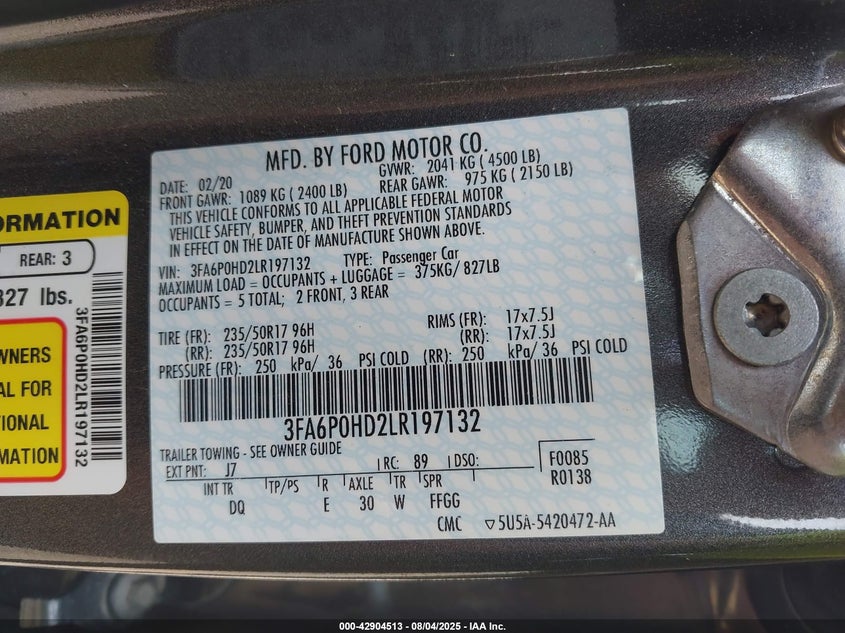 ORMATION
REAR: 3
827 lbs.
WNERS
AL FOR
TIONAL
MATION
3FA6P0HD2LR197132
MFD. BY FORD MOTOR CO.
DATE: 02/20 GVWR: 2041 KG ( 4500 LB)
FRONT GAWR: 1089 KG ( 2400 LB) REAR GAWR: 975 KG ( 2150 LB)
THIS VEHICLE CONFORMS TO ALL APPLICABLE FEDERAL MOTOR
VEHICLE SAFETY, BUMPER, AND THEFT PREVENTION STANDARDS
IN EFFECT ON THE DATE OF MANUFACTURE SHOWN ABOVE.
VIN: 3FA6P0HD2LR197132 TYPE: Passenger Car
MAXIMUM LOAD = OCCUPANTS + LUGGAGE = 375KG/ 827LB
OCCUPANTS = 5 TOTAL; 2 FRONT, 3 REAR
TIRE (FR): 235/50R17 96H RIMS (FR): 17x7.5J
(RR): 235/50R17 96H (RR): 17x7.5J
PRESSURE (FR): 250 kPa/ 36 PSI COLD (RR): 250 kPa/ 36 PSI COLD
3FA6P0HD2LR197132
TRAILER TOWING - SEE OWNER GUIDE
EXT PNT: J7 RC: 89 DSO: F0085
R0138
INT TR TP/PS R AXLE TR SPR
DQ E 30 W FFGG
CMC 5U5A-5420472-AA
000-42904513 - 08/04/2025 - IAA Inc.